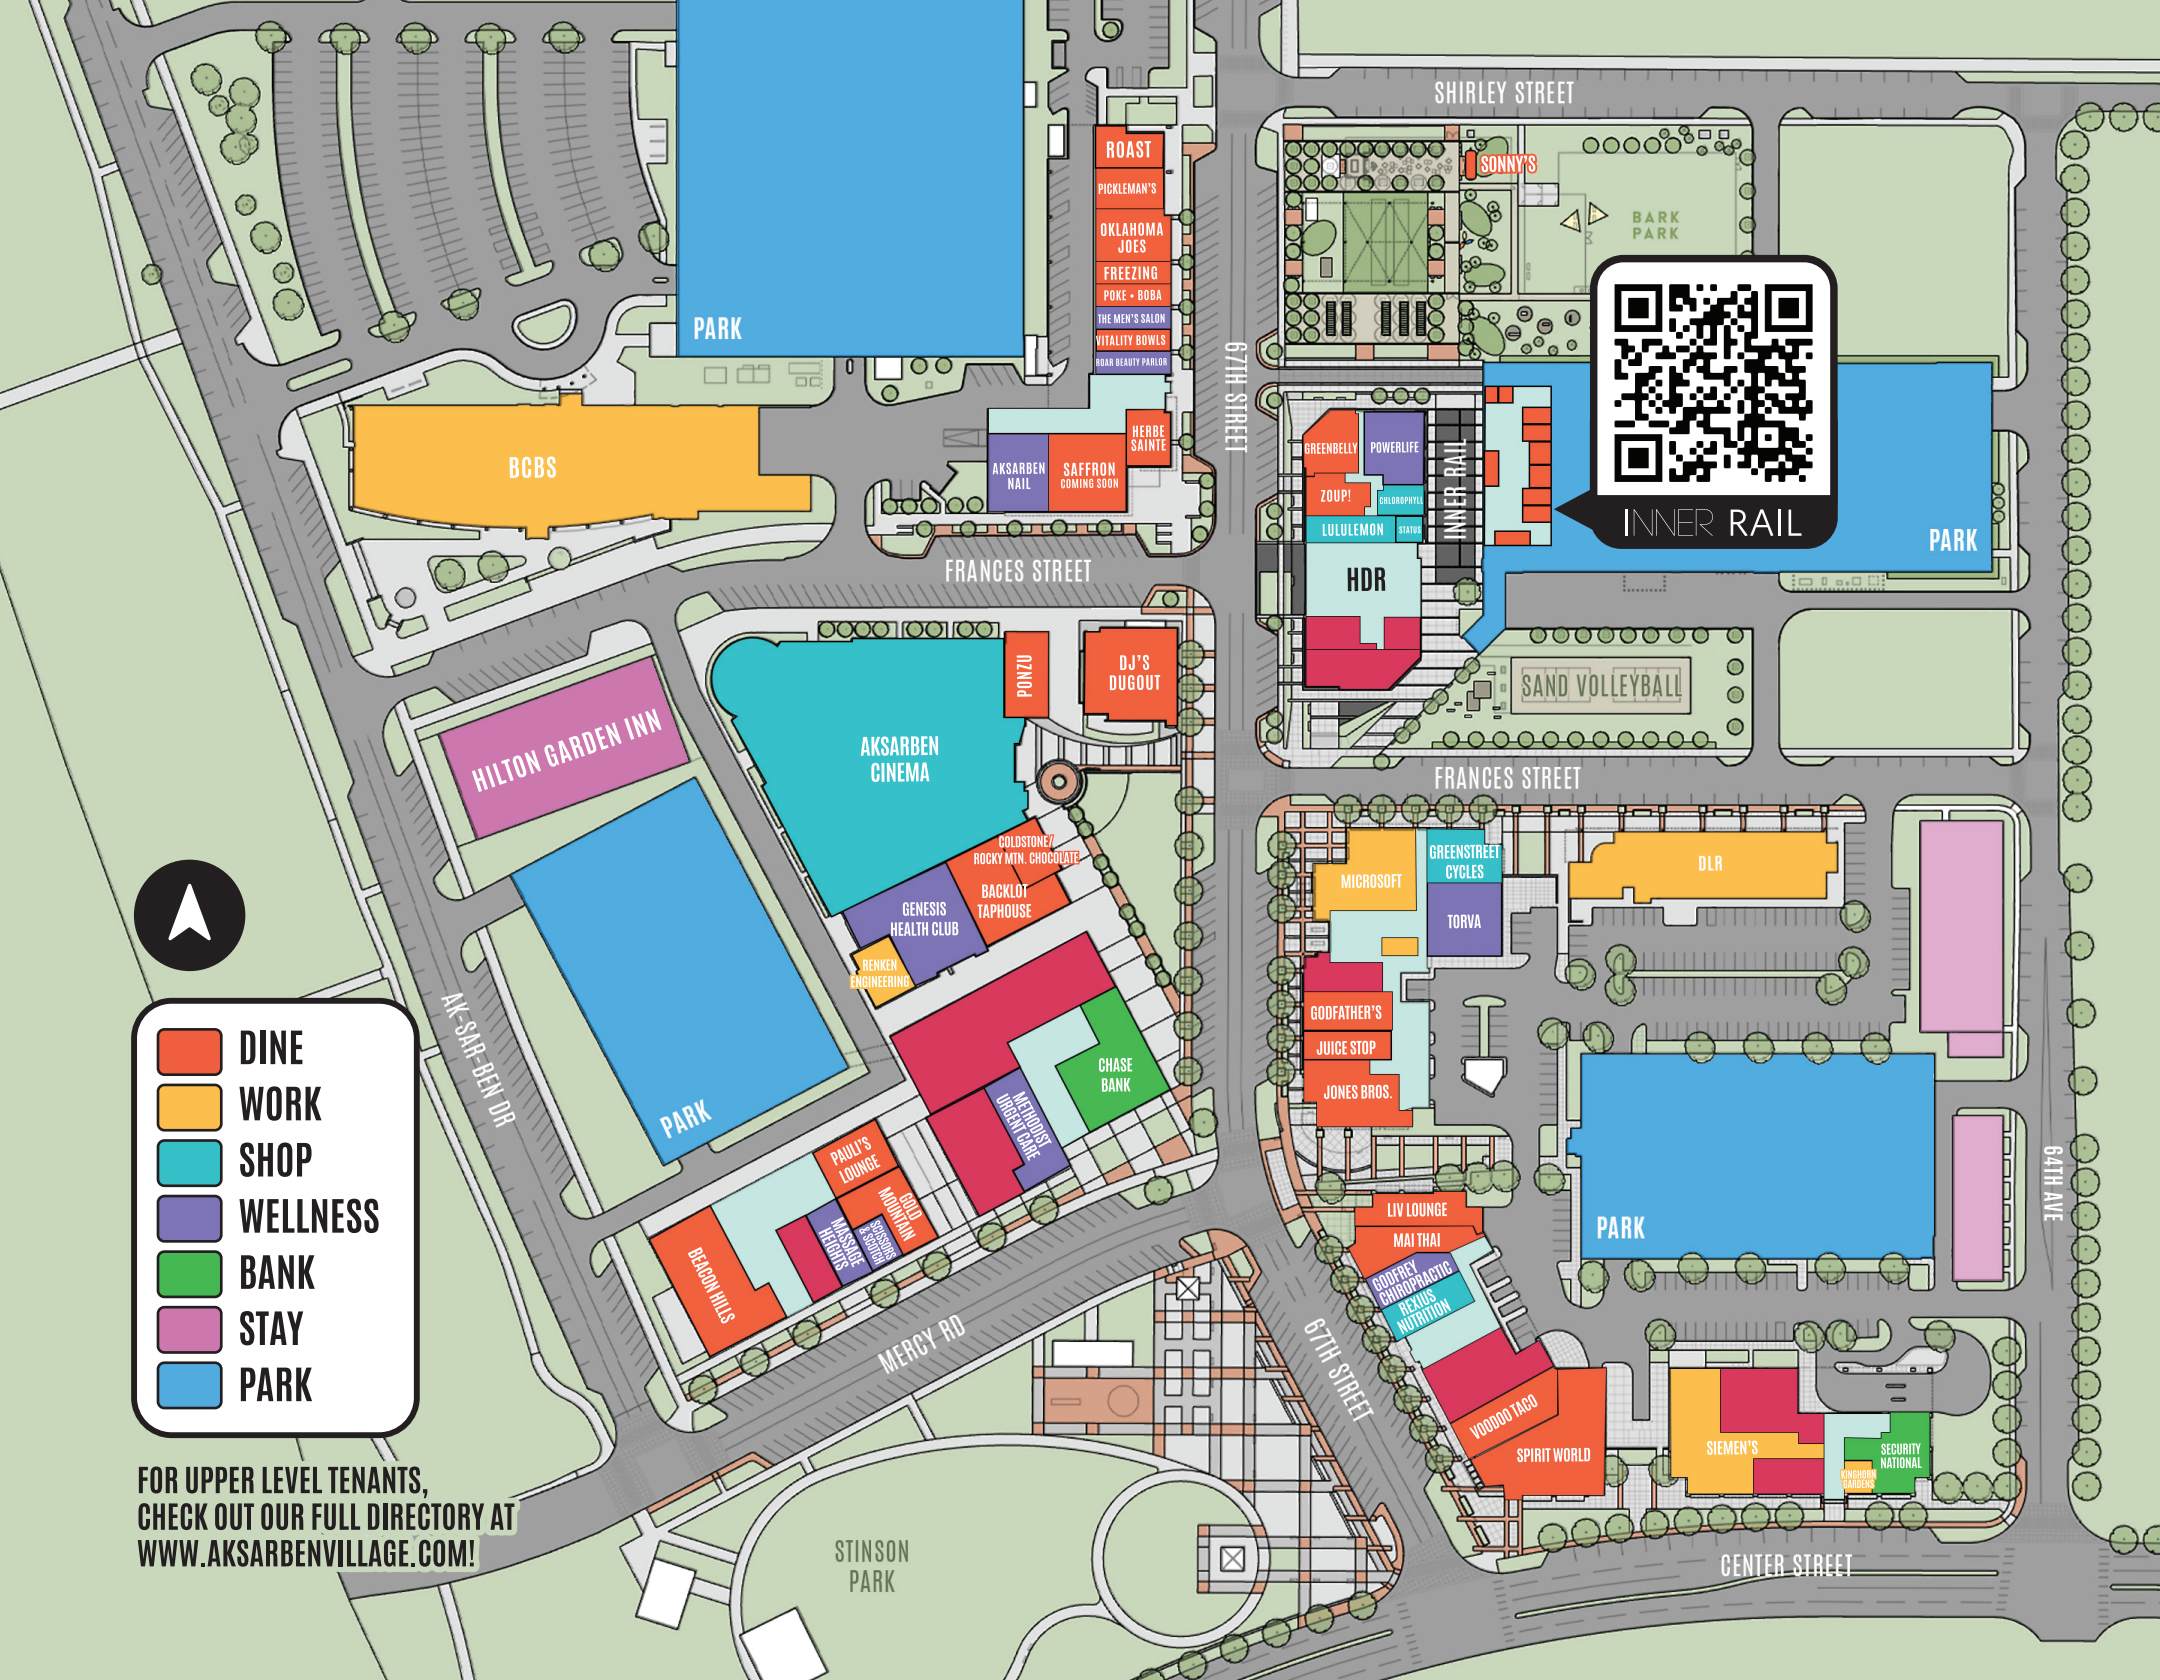 SHIRLEY STREET
ROAST
PICKLEMAN'S
OKLAHOMA
JOES
FREEZING
POKE • BOBA
THE MEN'S SALON
VITALITY BOWLS
ROAR BEAUTY PARLOR
SONNY'S
BARK
PARK
PARK
67TH STREET
BCBS
AKSARBEN
NAIL
SAFFRON
COMING SOON
HERBE
SAINTE
GREENBELLY
POWERLIFE
ZOUP!
CHLOROPHYLL
LULULEMON
STATUS
HDR
INNER RAIL
INNER RAIL
PARK
FRANCES STREET
HILTON GARDEN INN
PONZU
DJ'S
DUGOUT
SAND VOLLEYBALL
AKSARBEN
CINEMA
FRANCES STREET
COLDSTONE/
ROCKY MTN. CHOCOLATE
BACKLOT
TAPHOUSE
GENESIS
HEALTH CLUB
RENKEN
ENGINEERING
MICROSOFT
GREENSTREET
CYCLES
TORVA
DLR
GODFATHER'S
JUICE STOP
JONES BROS.
CHASE
BANK
METHODIST
URGENT CARE
PARK
AK-SAR-BEN DR
PAULI'S
LOUNGE
GOLD
MOUNTAIN
SCISSORS
& SCOTCH
MASSAGE
HEIGHTS
BEACON HILLS
MERCY RD
67TH STREET
LIV LOUNGE
MAI THAI
GODFREY
CHIROPRACTIC
REXIUS
NUTRITION
VOODOO TACO
SPIRIT WORLD
PARK
64TH AVE
SIEMEN'S
SECURITY
NATIONAL
KINGHORN
GARDENS
CENTER STREET
STINSON
PARK
DINE
WORK
SHOP
WELLNESS
BANK
STAY
PARK
FOR UPPER LEVEL TENANTS,
CHECK OUT OUR FULL DIRECTORY AT
WWW.AKSARBENVILLAGE.COM!